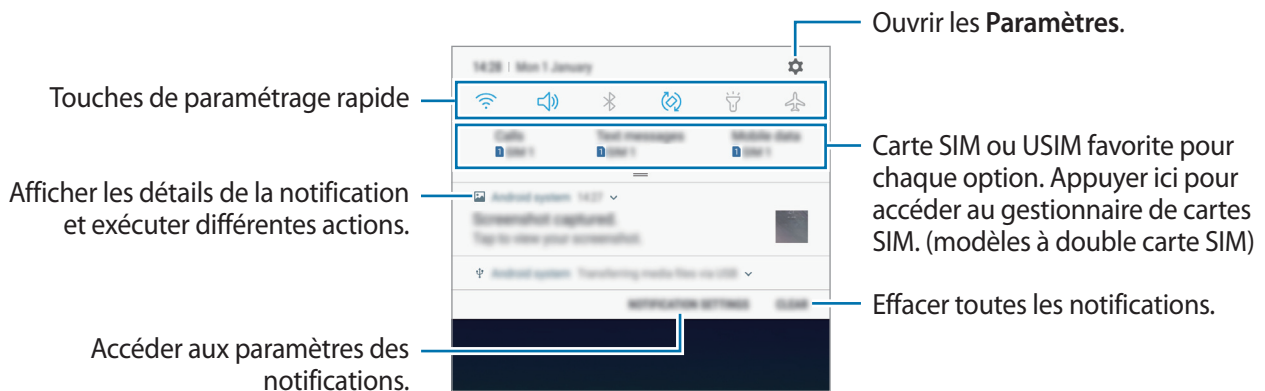 Ouvrir les Paramètres.
14:28 | Mon 1 January
Touches de paramétrage rapide
Calls
Text messages
Mobile data
1 SIM 1
1 SIM 1
1 SIM 1
Carte SIM ou USIM favorite pour
chaque option. Appuyer ici pour
accéder au gestionnaire de cartes
SIM. (modèles à double carte SIM)
Afficher les détails de la notification
et exécuter différentes actions.
Android system 14:27
Screenshot captured.
Tap to view your screenshot.
Android system Transferring media files via USB
NOTIFICATION SETTINGS
CLEAR
Effacer toutes les notifications.
Accéder aux paramètres des
notifications.